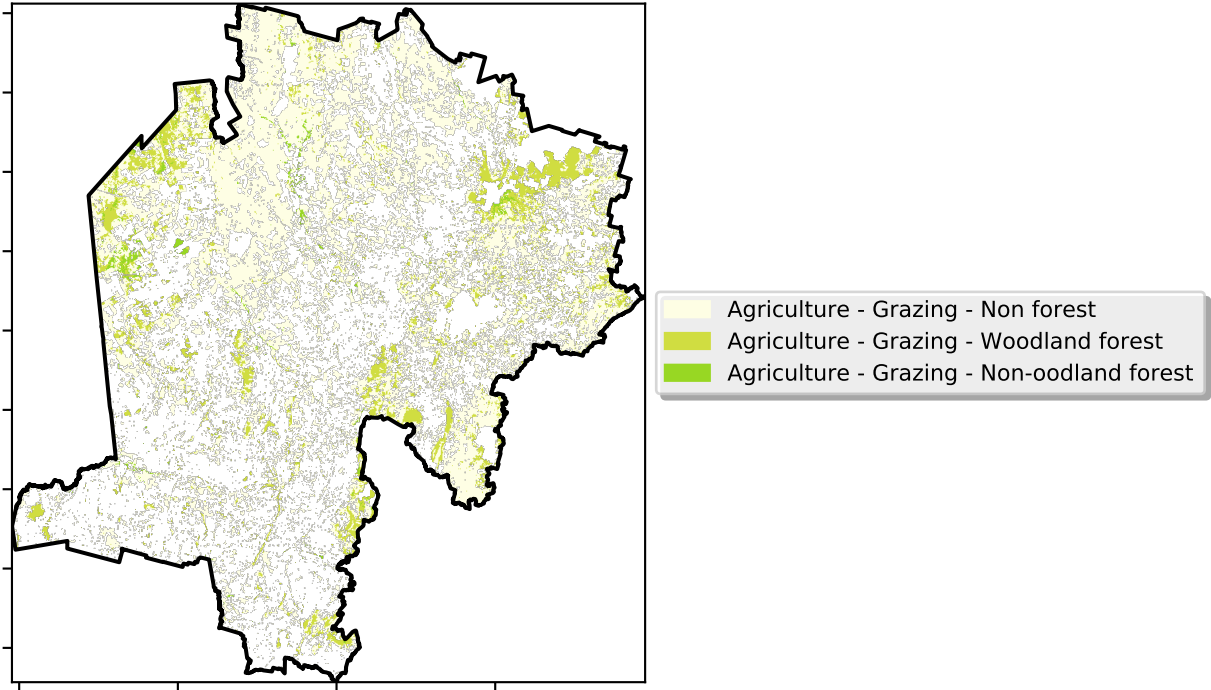 Agriculture - Grazing - Non forest
Agriculture - Grazing - Woodland forest
Agriculture - Grazing - Non-oodland forest